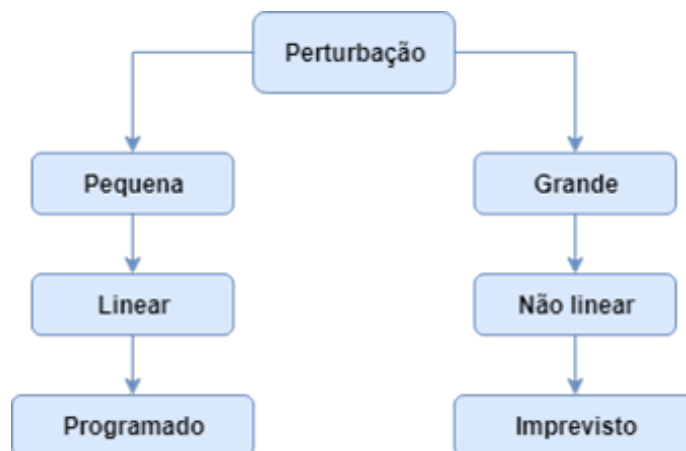 Perturbação
Pequena
Grande
Linear
Não linear
Programado
Imprevisto